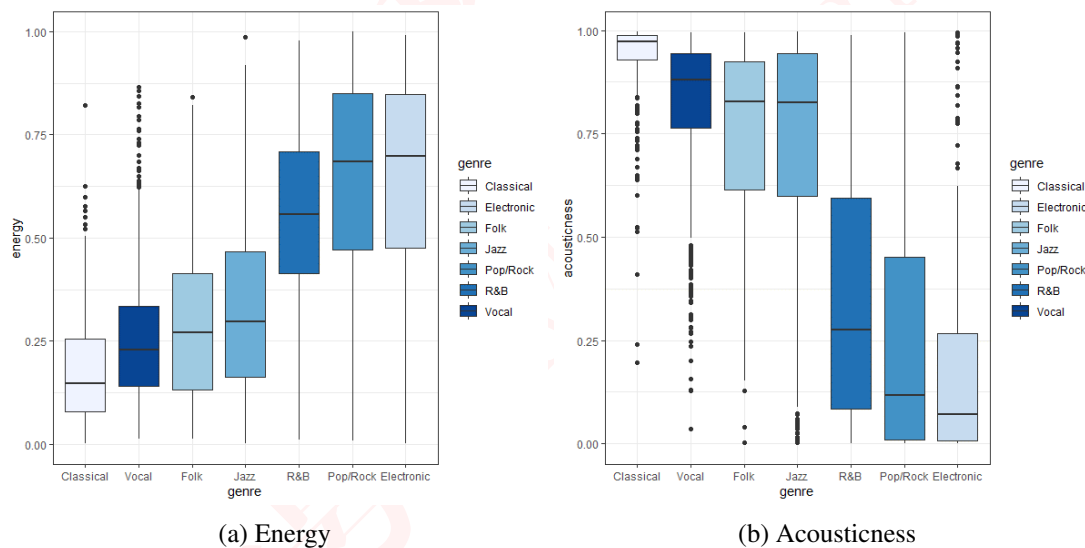 1.00
0.75
0.50
0.25
0.00
energy
Classical Vocal Folk Jazz R&B Pop/Rock Electronic
genre
genre
Classical
Electronic
Folk
Jazz
Pop/Rock
R&B
Vocal
(a) Energy
1.00
0.75
0.50
0.25
0.00
acousticness
Classical Vocal Folk Jazz R&B Pop/Rock Electronic
genre
genre
Classical
Electronic
Folk
Jazz
Pop/Rock
R&B
Vocal
(b) Acousticness